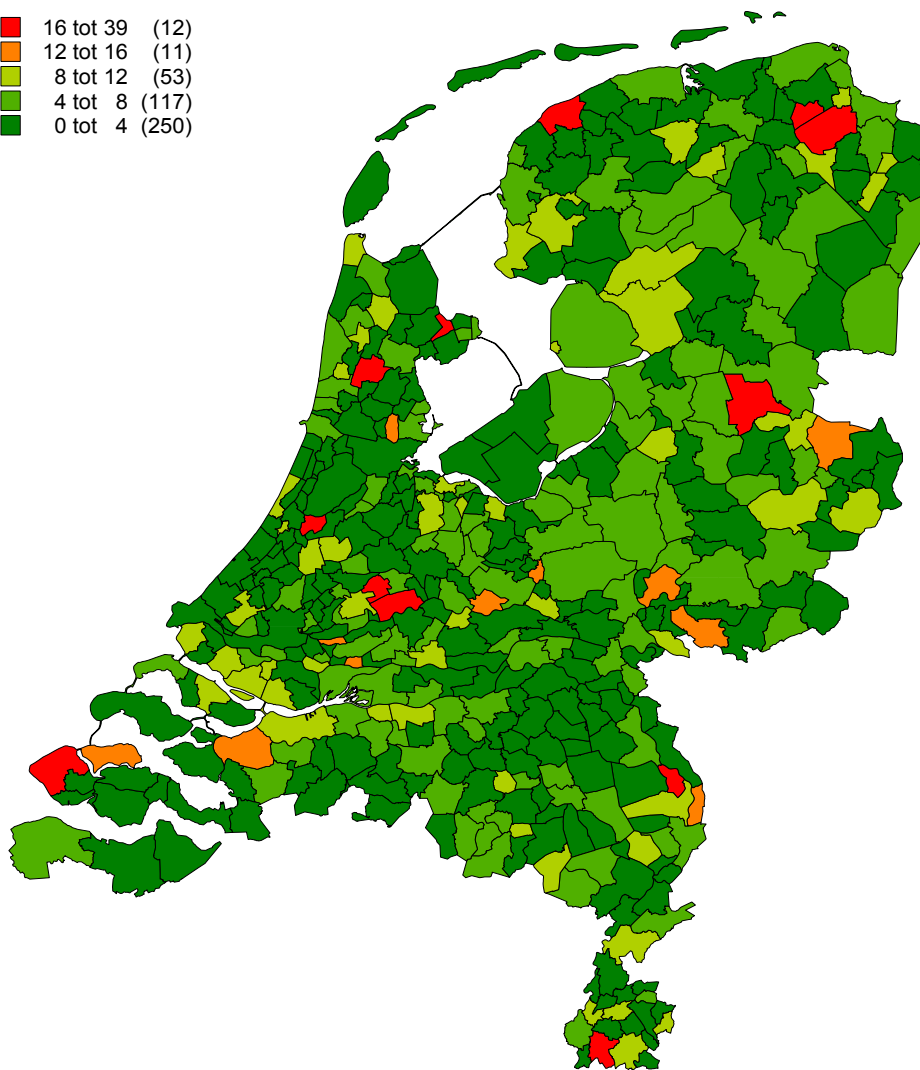 16 tot 39 (12)
12 tot 16 (11)
8 tot 12 (53)
4 tot 8 (117)
0 tot 4 (250)